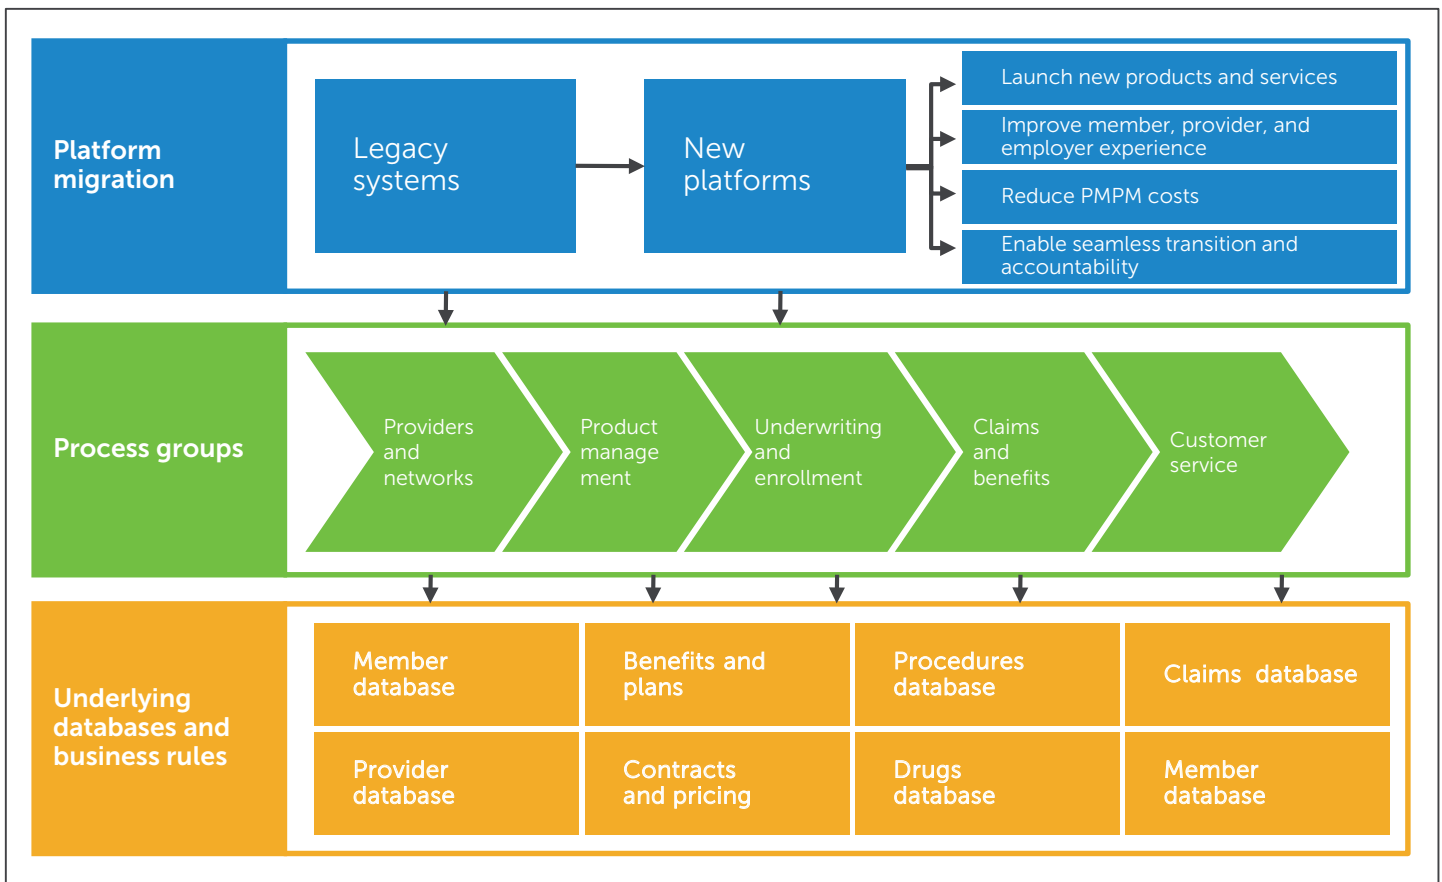 Platform
migration
Legacy
systems
New
platforms
Launch new products and services
Improve member, provider, and
employer experience
Reduce PMPM costs
Enable seamless transition and
accountability
Process groups
Providers
and
networks
Product
manage
ment
Underwriting
and
enrollment
Claims
and
benefits
Customer
service
Underlying
databases and
business rules
Member
database
Benefits and
plans
Procedures
database
Claims database
Provider
database
Contracts
and pricing
Drugs
database
Member
database